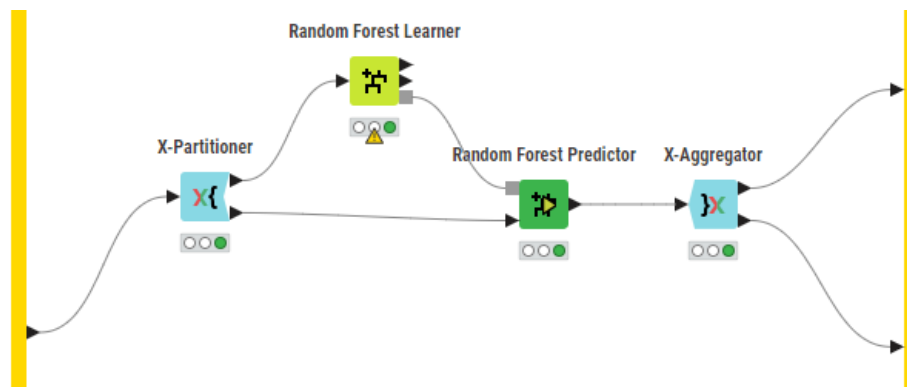 Random Forest Learner
X-Partitioner
Random Forest Predictor
X-Aggregator
X{
}X